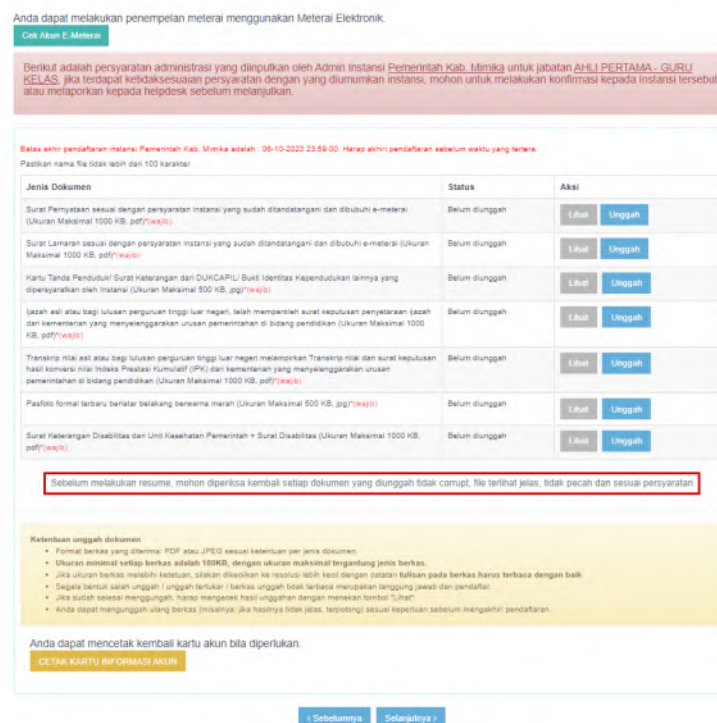 Anda dapat melakukan penempelan meterai menggunakan Meterai Elektronik.
Cek Akun E-Meterai
Berikut adalah persyaratan administrasi yang diinputkan oleh Admin Instansi Pemerintah Kab. Mimika untuk jabatan AHLI PERTAMA - GURU
KELAS, jika terdapat ketidaksesuaian persyaratan dengan yang diumumkan instansi, mohon untuk melakukan konfirmasi kepada Instansi tersebut
atau melaporkan kepada helpdesk sebelum melanjutkan.
Batas akhir pendaftaran instansi Pemerintah Kab. Mimika adalah : 06-10-2023 23:59:00. Harap akhiri pendaftaran sebelum waktu yang tertera.
Pastikan nama file tidak lebih dari 100 karakter
Jenis Dokumen Status Aksi
Surat Pernyataan sesuai dengan persyaratan instansi yang sudah ditandatangani dan dibubuhi e-meterai Belum diunggah Lihat Unggah
(Ukuran Maksimal 1000 KB, pdf)*(wajib)
Surat Lamaran sesuai dengan persyaratan instansi yang sudah ditandatangani dan dibubuhi e-meterai (Ukuran Belum diunggah Lihat Unggah
Maksimal 1000 KB, pdf)*(wajib)
Kartu Tanda Penduduk/ Surat Keterangan dari DUKCAPIL/ Bukti Identitas Kependudukan lainnya yang Belum diunggah Lihat Unggah
dipersyaratkan oleh Instansi (Ukuran Maksimal 500 KB, jpg)*(wajib)
Ijazah asli atau bagi lulusan perguruan tinggi luar negeri, telah memperoleh surat keputusan penyetaraan ijazah Belum diunggah Lihat Unggah
dari kementerian yang menyelenggarakan urusan pemerintahan di bidang pendidikan (Ukuran Maksimal 1000
KB, pdf)*(wajib)
Transkrip nilai asli atau bagi lulusan perguruan tinggi luar negeri melampirkan Transkrip nilai dan surat keputusan Belum diunggah Lihat Unggah
hasil konversi nilai Indeks Prestasi Kumulatif (IPK) dari kementerian yang menyelenggarakan urusan
pemerintahan di bidang pendidikan (Ukuran Maksimal 1000 KB, pdf)*(wajib)
Pasfoto formal terbaru berlatar belakang berwarna merah (Ukuran Maksimal 500 KB, jpg)*(wajib) Belum diunggah Lihat Unggah
Surat Keterangan Disabilitas dari Unit Kesehatan Pemerintah + Surat Disabilitas (Ukuran Maksimal 1000 KB, Belum diunggah Lihat Unggah
pdf)*(wajib)
Sebelum melakukan resume, mohon diperiksa kembali setiap dokumen yang diunggah tidak corrupt, file terlihat jelas, tidak pecah dan sesuai persyaratan
Ketentuan unggah dokumen
• Format berkas yang diterima: PDF atau JPEG sesuai ketentuan per jenis dokumen.
• Ukuran minimal setiap berkas adalah 100KB, dengan ukuran maksimal tergantung jenis berkas.
• Jika ukuran berkas melebihi ketetuan, silakan dikecilkan ke resolusi lebih kecil dengan catatan tulisan pada berkas harus terbaca dengan baik
• Segala bentuk salah unggah / unggah tertukar / berkas unggah tidak terbaca merupakan tanggung jawab dan pendaftar.
• Jika sudah selesai menggungah, harap mengecek hasil unggahan dengan menekan tombol "Lihat".
• Anda dapat mengunggah ulang berkas (misalnya: jika hasilnya tidak jelas, terpotong) sesuai keperluan sebelum mengakhiri pendaftaran.
Anda dapat mencetak kembali kartu akun bila diperlukan.
CETAK KARTU INFORMASI AKUN
< Sebelumnya Selanjutnya >